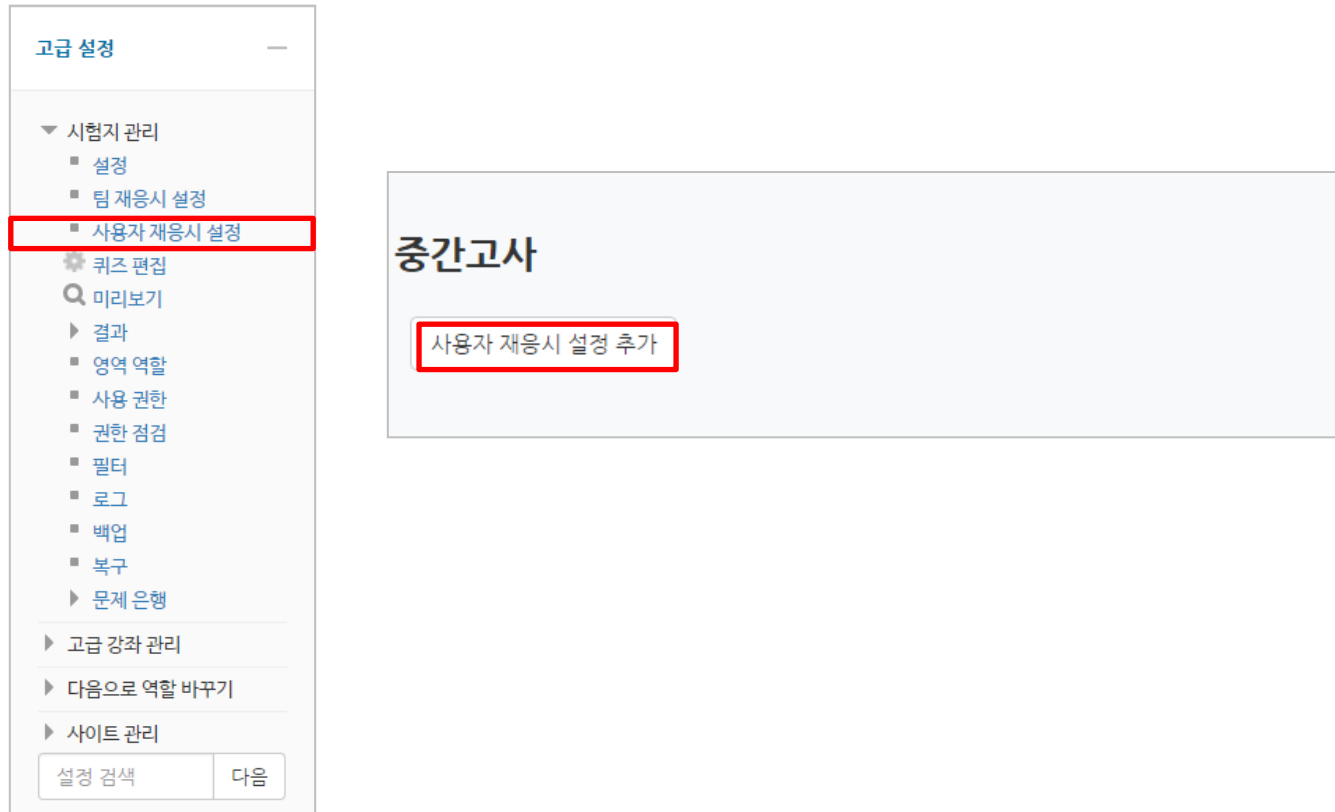 고급 설정
시험지 관리
설정
팀 재응시 설정
사용자 재응시 설정
퀴즈 편집
미리보기
결과
영역 역할
사용 권한
권한 점검
필터
로그
백업
복구
문제 은행
고급 강좌 관리
다음으로 역할 바꾸기
사이트 관리
설정 검색 다음
중간고사
사용자 재응시 설정 추가